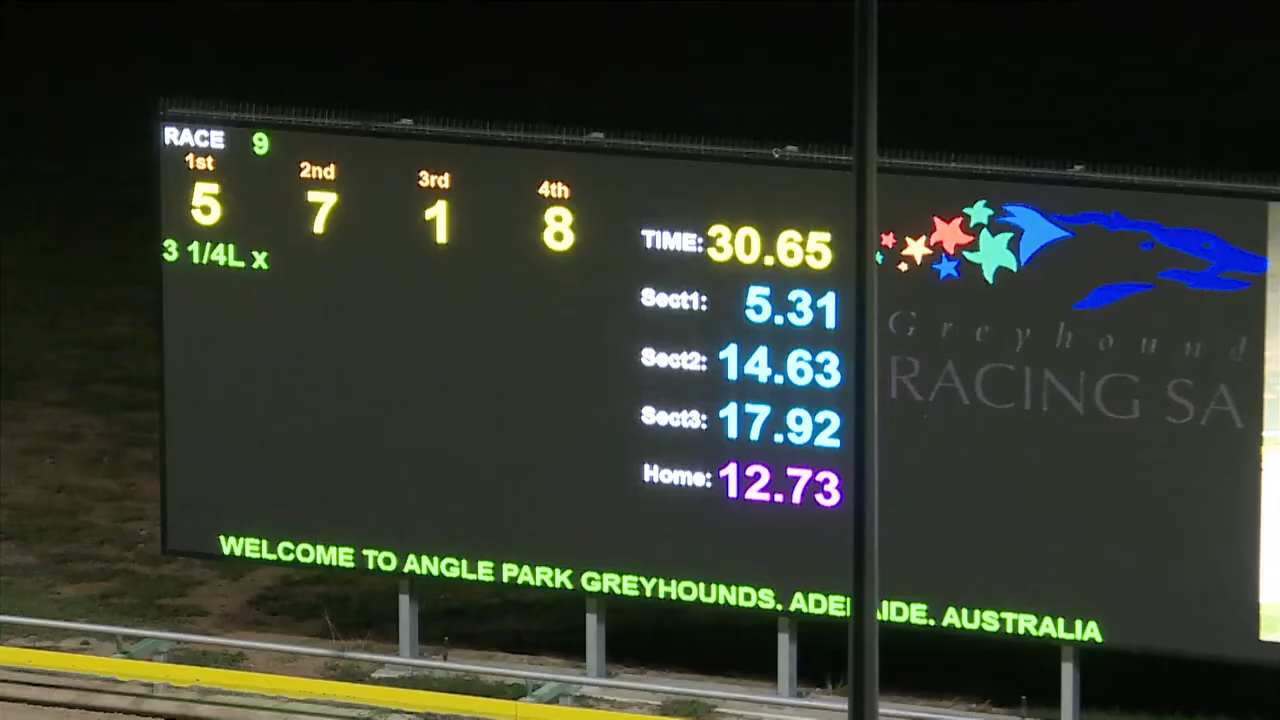 RACE 9
1st 2nd 3rd 4th
5 7 1 8
3 1/4L x
TIME: 30.65
Sect1: 5.31
Sect2: 14.63
Sect3: 17.92
Home: 12.73
Greyhound
RACING SA
WELCOME TO ANGLE PARK GREYHOUNDS. ADELAIDE. AUSTRALIA